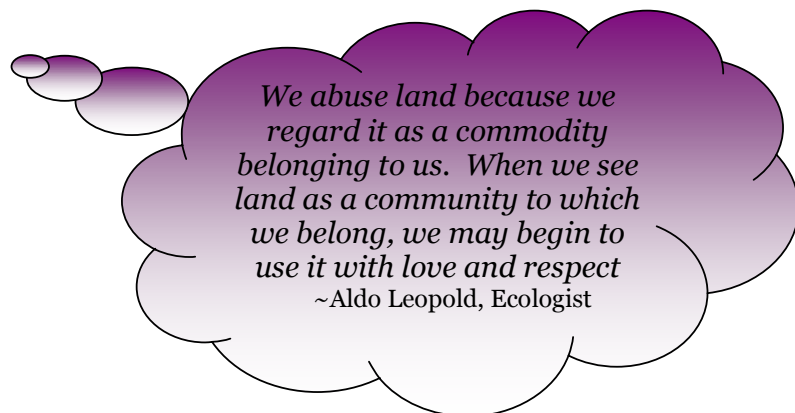 We abuse land because we
regard it as a commodity
belonging to us.  When we see
land as a community to which
we belong, we may begin to
use it with love and respect
~Aldo Leopold, Ecologist